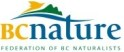 BCnature
FEDERATION OF BC NATURALISTS